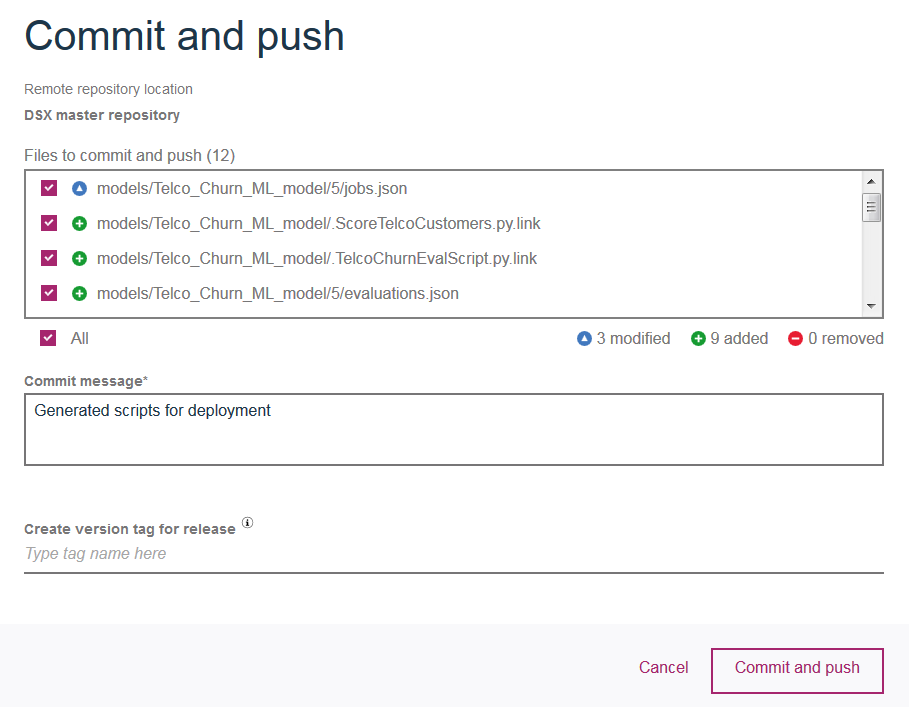 Commit and push
Remote repository location
DSX master repository
Files to commit and push (12)
models/Telco_Churn_ML_model/5/jobs.json
models/Telco_Churn_ML_model/.ScoreTelcoCustomers.py.link
models/Telco_Churn_ML_model/.TelcoChurnEvalScript.py.link
models/Telco_Churn_ML_model/5/evaluations.json
All 3 modified 9 added 0 removed
Commit message*
Generated scripts for deployment
Create version tag for release
Type tag name here
Cancel Commit and push